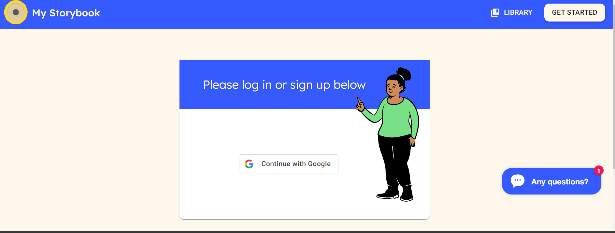 My Storybook
LIBRARY
GET STARTED
Please log in or sign up below
Continue with Google
Any questions?
1